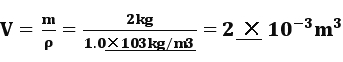 V = m/ρ = 2kg/1.0×103kg/m3 = 2 × 10⁻³m³